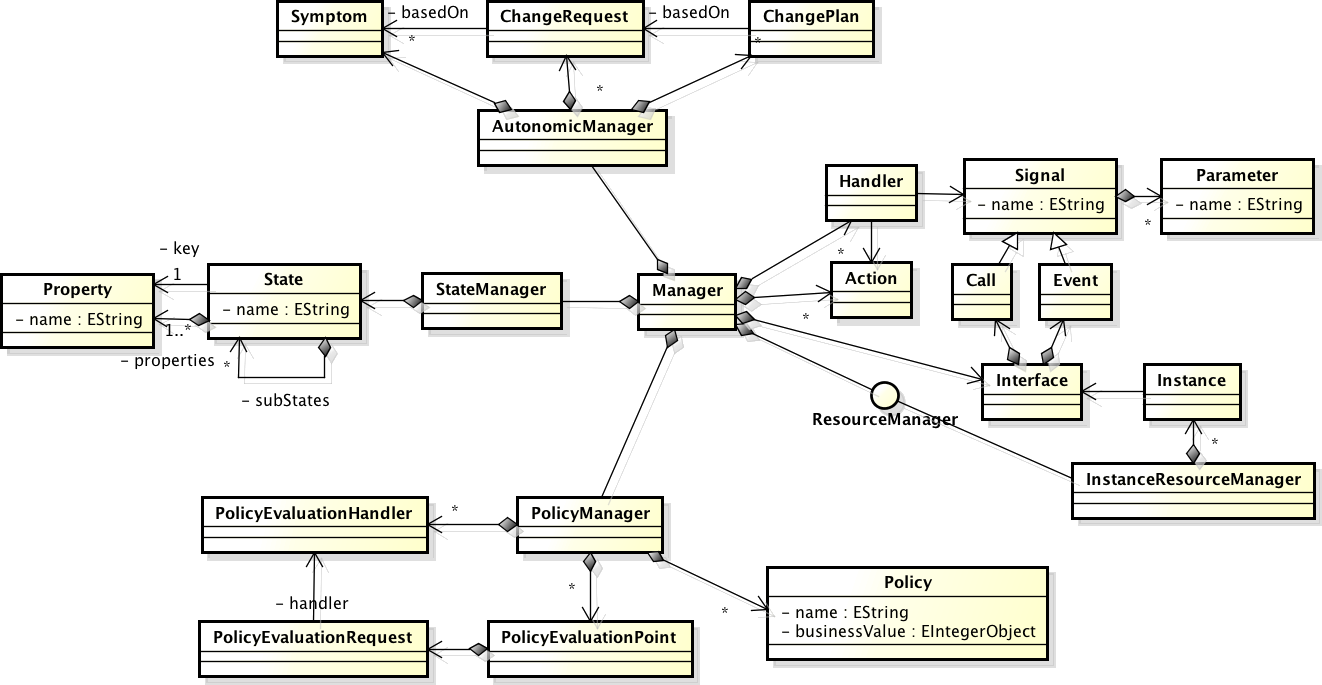 Symptom
- basedOn
*
ChangeRequest
- basedOn
*
ChangePlan
*
AutonomicManager
Handler
Signal
- name : EString
*
Parameter
- name : EString
- key
1
Property
- name : EString
1..*
- properties
State
- name : EString
*
- subStates
StateManager
Manager
*
Action
*
Call
Event
Interface
Instance
*
ResourceManager
InstanceResourceManager
PolicyEvaluationHandler
*
PolicyManager
- handler
*
*
Policy
- name : EString
- businessValue : EIntegerObject
PolicyEvaluationRequest
PolicyEvaluationPoint